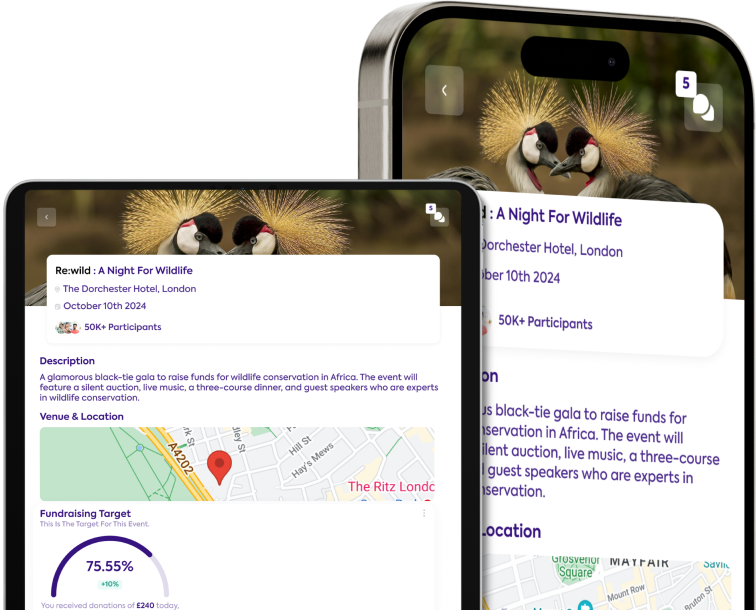 5
Re:wild : A Night For Wildlife
The Dorchester Hotel, London
October 10th 2024
50K+ Participants
Description
A glamorous black-tie gala to raise funds for wildlife conservation in Africa. The event will
feature a silent auction, live music, a three-course dinner, and guest speakers who are experts
in wildlife conservation.
Venue & Location
A4202
rk St
dley St
Hill St
Hay's Mews
The Ritz Londo
Fundraising Target
This Is The Target For This Event.
75.55%
+10%
You received donations of £240 today,
5
d : A Night For Wildlife
Dorchester Hotel, London
ber 10th 2024
50K+ Participants
on
us black-tie gala to raise funds for
nservation in Africa. The event will
ilent auction, live music, a three-course
l guest speakers who are experts in
nservation.
Location
Grosvenor
Square
MAYFAIR
Savile
Mount Row
Bruton St